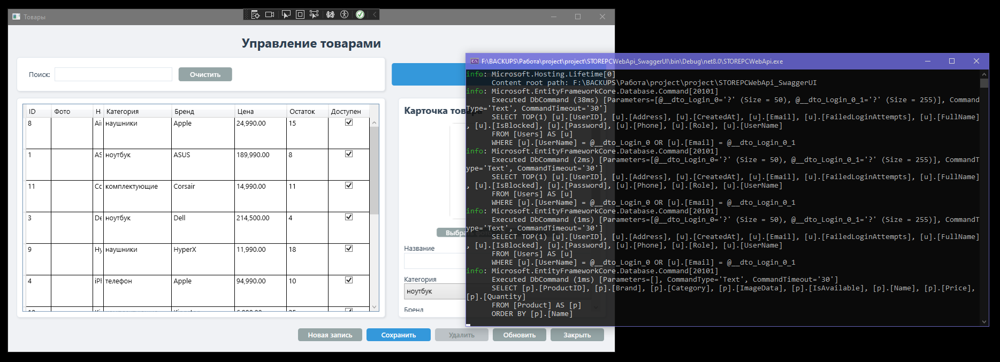 Товары
Управление товарами
Поиск:
Очистить
ID Фото Н Категория Бренд Цена Остаток Доступен
8 Air наушники Apple 24,990.00 15
1 AS ноутбук ASUS 189,990.00 8
11 Co комплектующие Corsair 14,990.00 11
3 De ноутбук Dell 214,500.00 4
9 Hy наушники HyperX 11,990.00 18
4 iPh телефон Apple 94,990.00 10
Карточка товара
Выбрать фото
Название
Категория
ноутбук
Бренд
Новая запись Сохранить Удалить Обновить Закрыть
F:\BACKUPS\Работа\project\project\STOREPCWebApi_SwaggerUI\bin\Debug\net8.0\STOREPCWebApi.exe
info: Microsoft.Hosting.Lifetime[0]
Content root path: F:\BACKUPS\Работа\project\project\STOREPCWebApi_SwaggerUI
info: Microsoft.EntityFrameworkCore.Database.Command[20101]
Executed DbCommand (38ms) [Parameters=[@__dto_Login_0='?' (Size = 50), @__dto_Login_0_1='?' (Size = 255)], Command
Type='Text', CommandTimeout='30']
SELECT TOP(1) [u].[UserID], [u].[Address], [u].[CreatedAt], [u].[Email], [u].[FailedLoginAttempts], [u].[FullName]
, [u].[IsBlocked], [u].[Password], [u].[Phone], [u].[Role], [u].[UserName]
FROM [Users] AS [u]
WHERE [u].[UserName] = @__dto_Login_0 OR [u].[Email] = @__dto_Login_0_1
info: Microsoft.EntityFrameworkCore.Database.Command[20101]
Executed DbCommand (2ms) [Parameters=[@__dto_Login_0='?' (Size = 50), @__dto_Login_0_1='?' (Size = 255)], CommandT
ype='Text', CommandTimeout='30']
SELECT TOP(1) [u].[UserID], [u].[Address], [u].[CreatedAt], [u].[Email], [u].[FailedLoginAttempts], [u].[FullName]
, [u].[IsBlocked], [u].[Password], [u].[Phone], [u].[Role], [u].[UserName]
FROM [Users] AS [u]
WHERE [u].[UserName] = @__dto_Login_0 OR [u].[Email] = @__dto_Login_0_1
info: Microsoft.EntityFrameworkCore.Database.Command[20101]
Executed DbCommand (1ms) [Parameters=[@__dto_Login_0='?' (Size = 50), @__dto_Login_0_1='?' (Size = 255)], CommandT
ype='Text', CommandTimeout='30']
SELECT TOP(1) [u].[UserID], [u].[Address], [u].[CreatedAt], [u].[Email], [u].[FailedLoginAttempts], [u].[FullName]
, [u].[IsBlocked], [u].[Password], [u].[Phone], [u].[Role], [u].[UserName]
FROM [Users] AS [u]
WHERE [u].[UserName] = @__dto_Login_0 OR [u].[Email] = @__dto_Login_0_1
info: Microsoft.EntityFrameworkCore.Database.Command[20101]
Executed DbCommand (1ms) [Parameters=[], CommandType='Text', CommandTimeout='30']
SELECT [p].[ProductID], [p].[Brand], [p].[Category], [p].[ImageData], [p].[IsAvailable], [p].[Name], [p].[Price],
[p].[Quantity]
FROM [Product] AS [p]
ORDER BY [p].[Name]